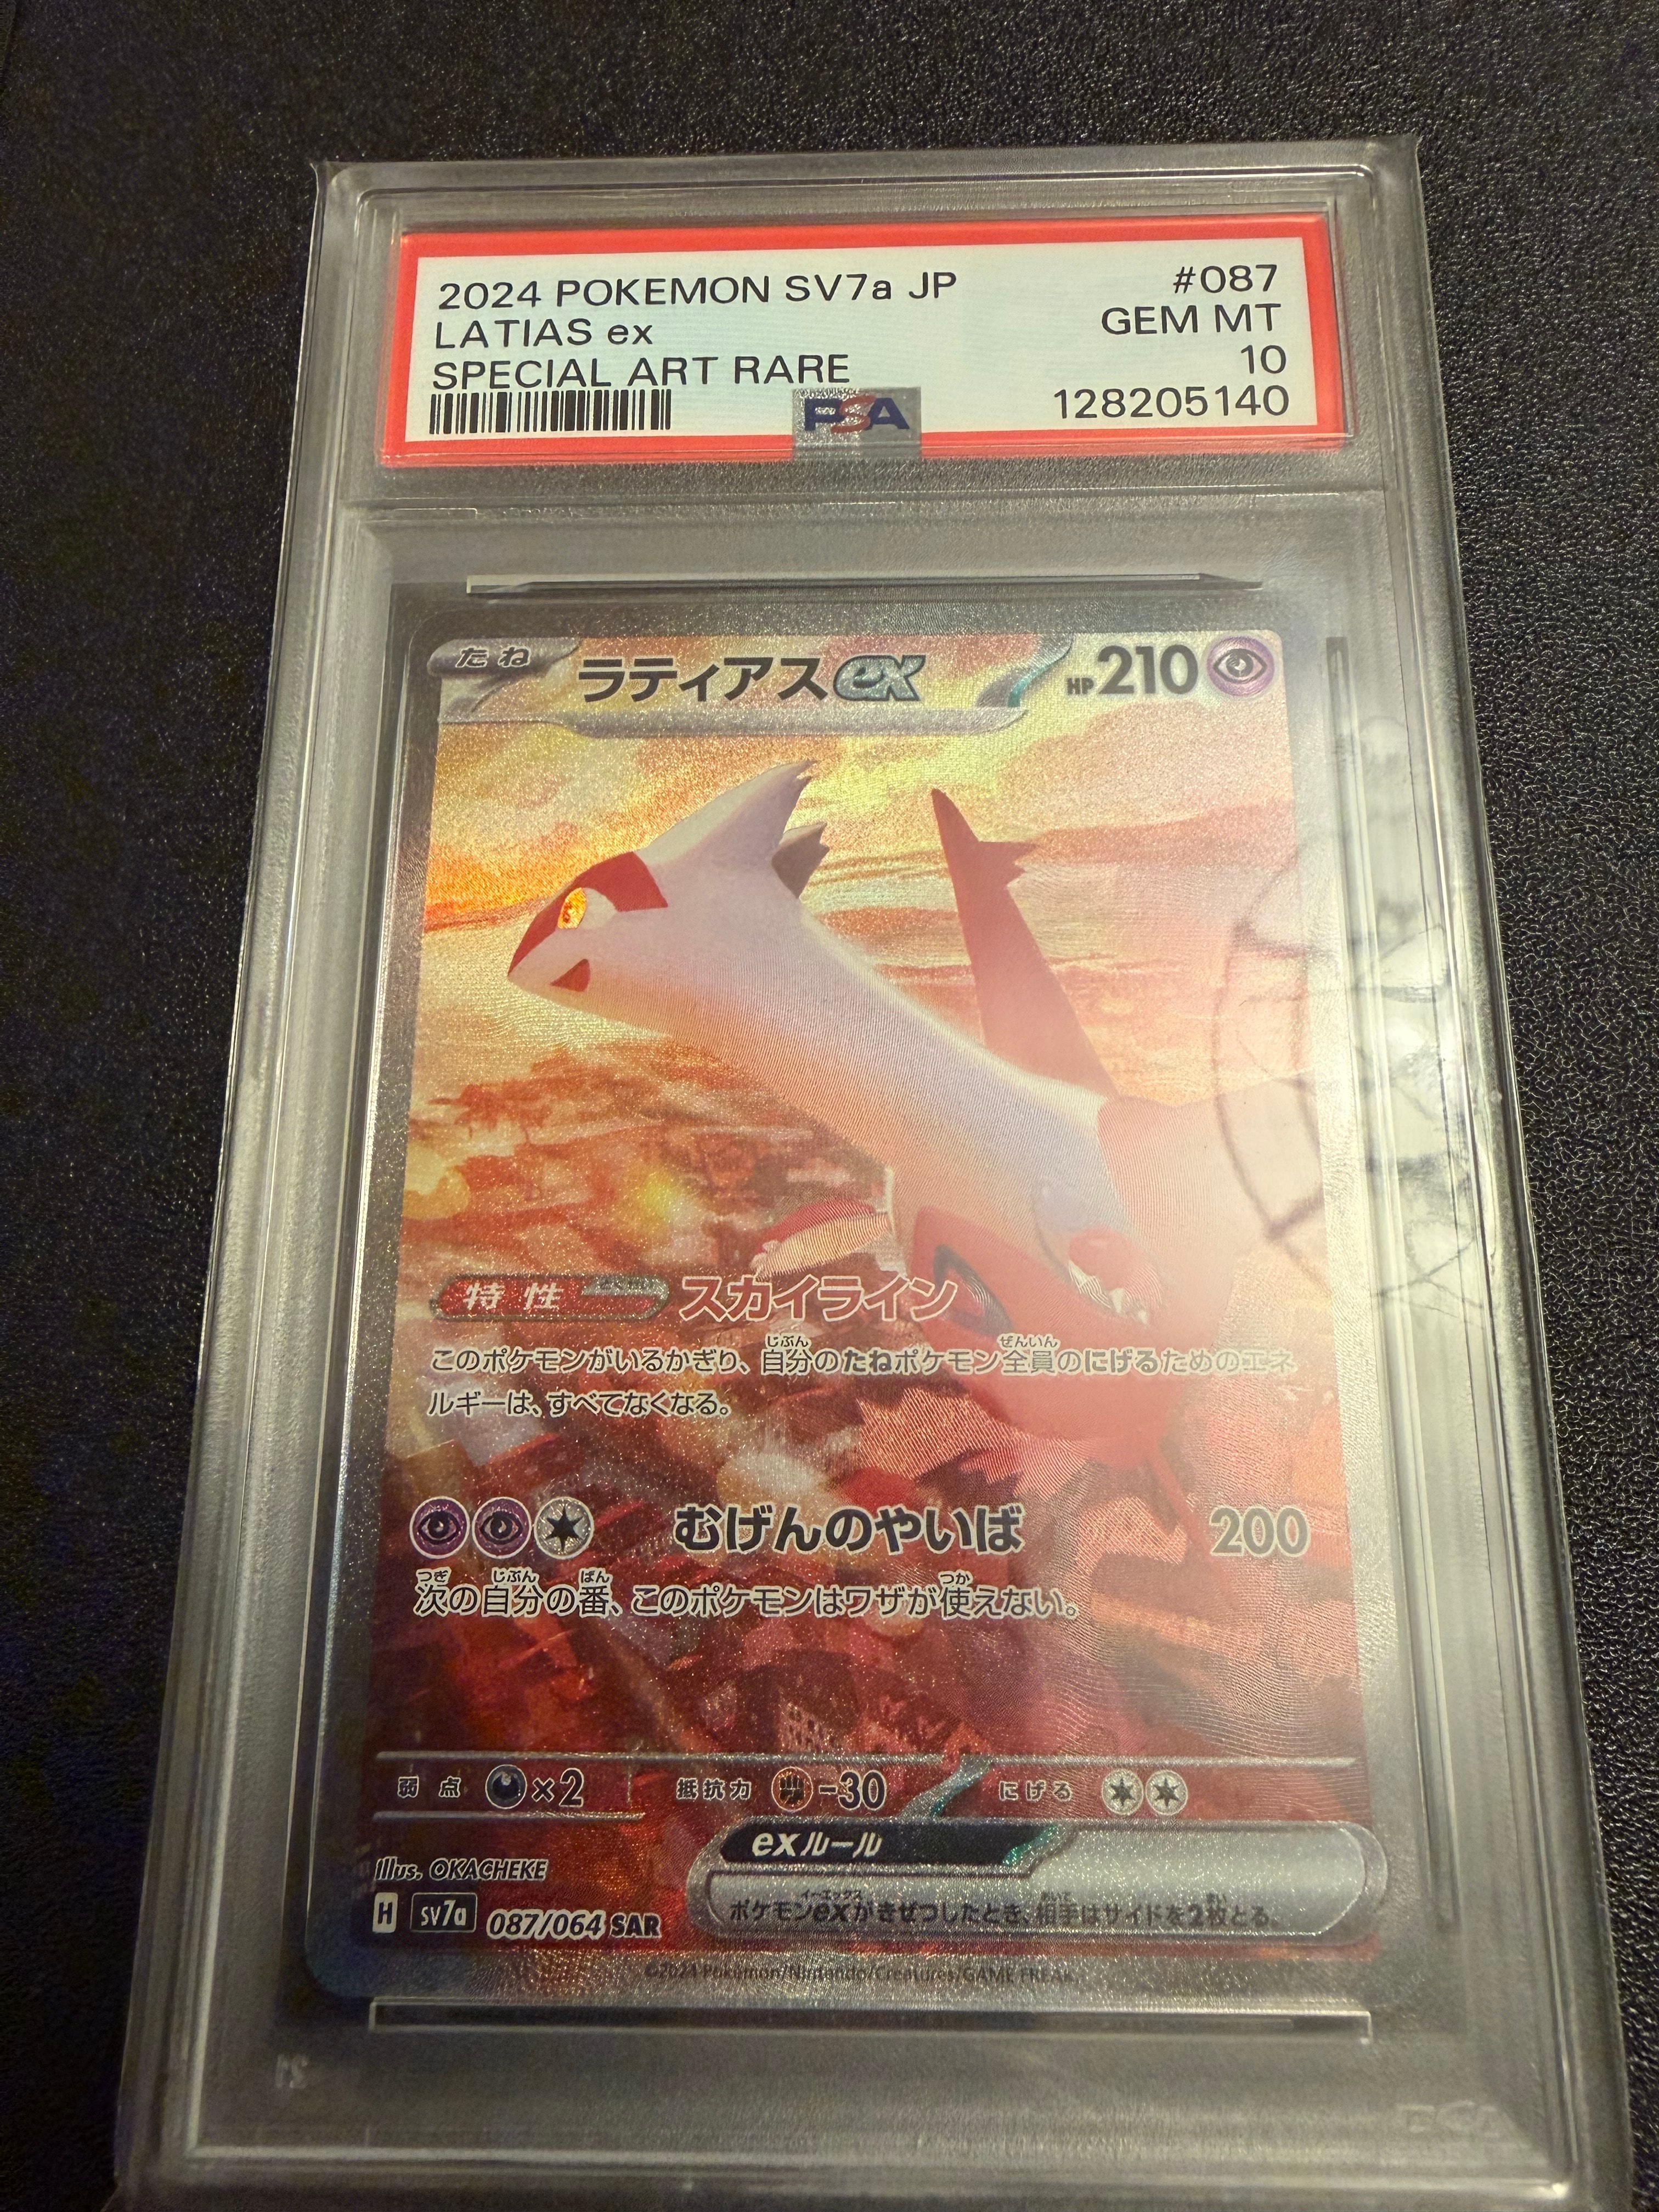 2024 POKEMON SV7a JP #087
LATIAS ex GEM MT
SPECIAL ART RARE 10
PSA 128205140
たね ラティアスex HP210
特性 スカイライン
このポケモンがいるかぎり、自分のたねポケモン全員のにげるためのエネ
ルギーは、すべてなくなる。
むげんのやいば 200
次の自分の番、このポケモンはワザが使えない。
弱点 ×2 抵抗力 -30 にげる
exルール
ポケモンexがきぜつしたとき、相手はサイドを2枚とる。
Illus. OKACHEKE
H sv7a 087/064 SAR
©2024 Pokémon/Nintendo/Creatures/GAME FREAK.